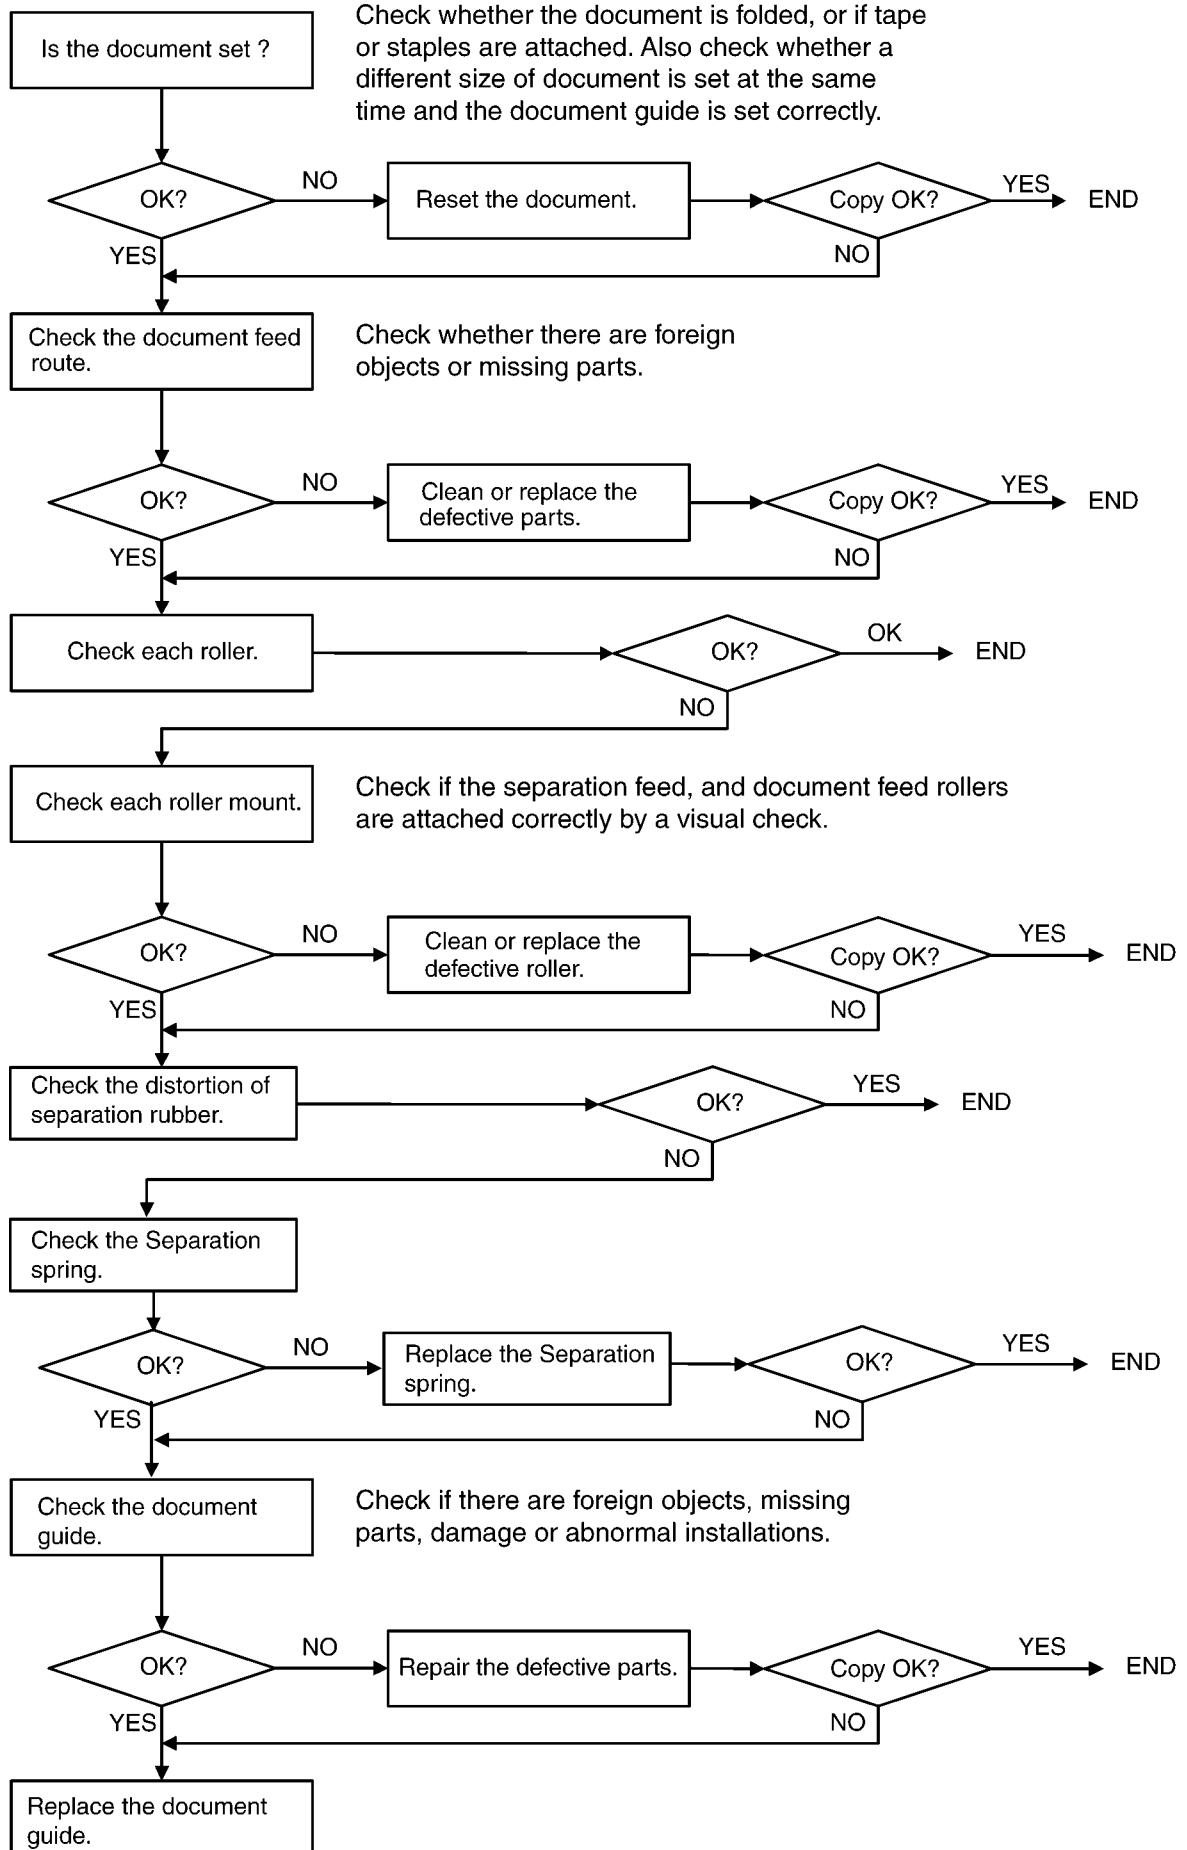 Is the document set ?
Check whether the document is folded, or if tape
or staples are attached. Also check whether a
different size of document is set at the same
time and the document guide is set correctly.
OK?
NO
Reset the document.
Copy OK?
YES
END
YES
NO
Check the document feed
route.
Check whether there are foreign
objects or missing parts.
OK?
NO
Clean or replace the
defective parts.
Copy OK?
YES
END
YES
NO
Check each roller.
OK?
OK
END
NO
Check each roller mount.
Check if the separation feed, and document feed rollers
are attached correctly by a visual check.
OK?
NO
Clean or replace the
defective roller.
Copy OK?
YES
END
YES
NO
Check the distortion of
separation rubber.
OK?
YES
END
NO
Check the Separation
spring.
OK?
NO
Replace the Separation
spring.
OK?
YES
END
YES
NO
Check the document
guide.
Check if there are foreign objects, missing
parts, damage or abnormal installations.
OK?
NO
Repair the defective parts.
Copy OK?
YES
END
YES
NO
Replace the document
guide.